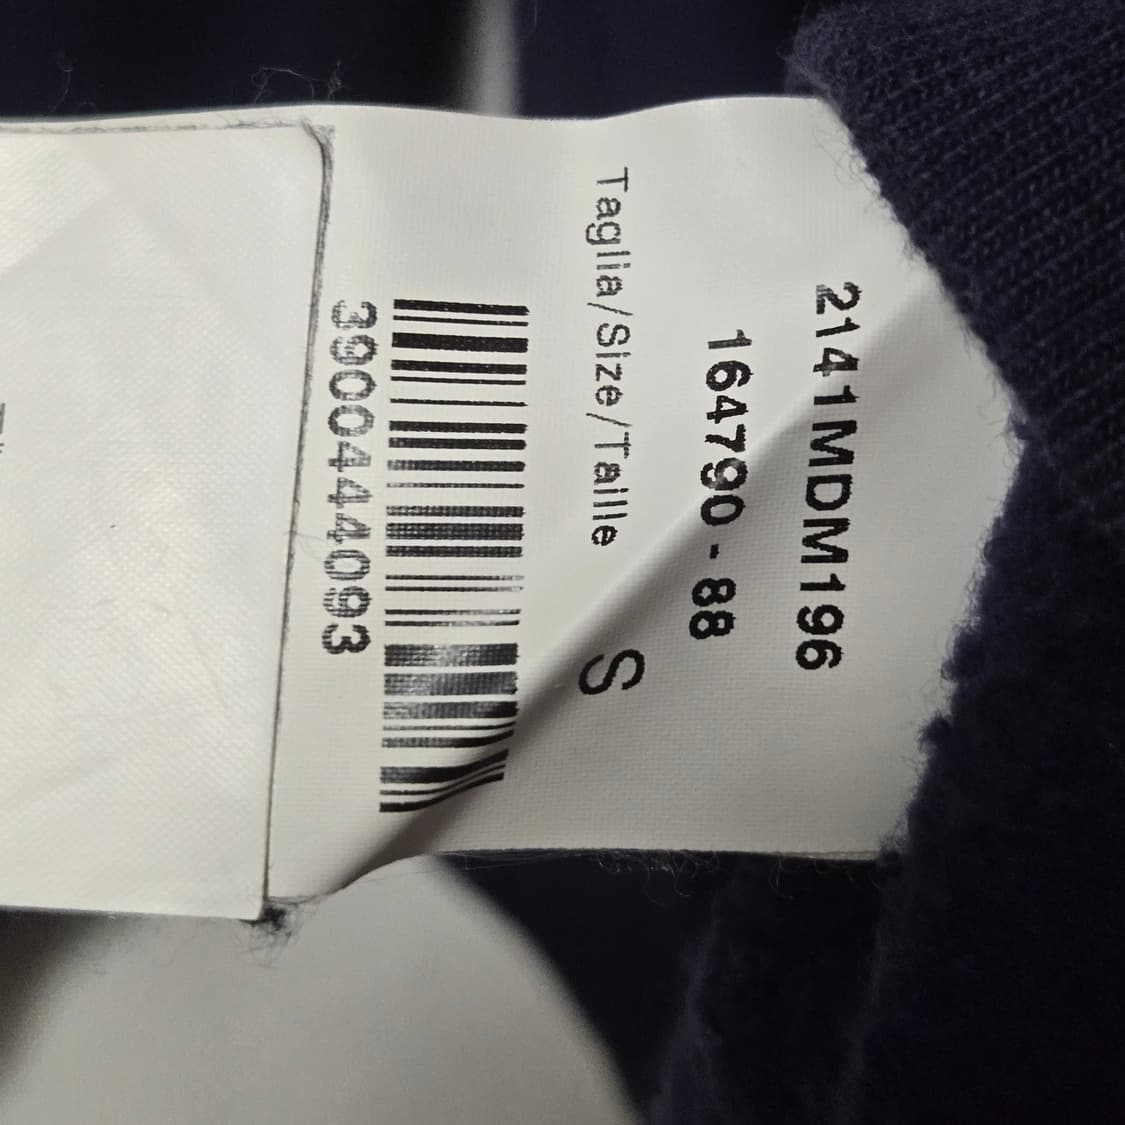 2141MDM196
164790 - 88
Taglia/Size/Taille S
3900444093